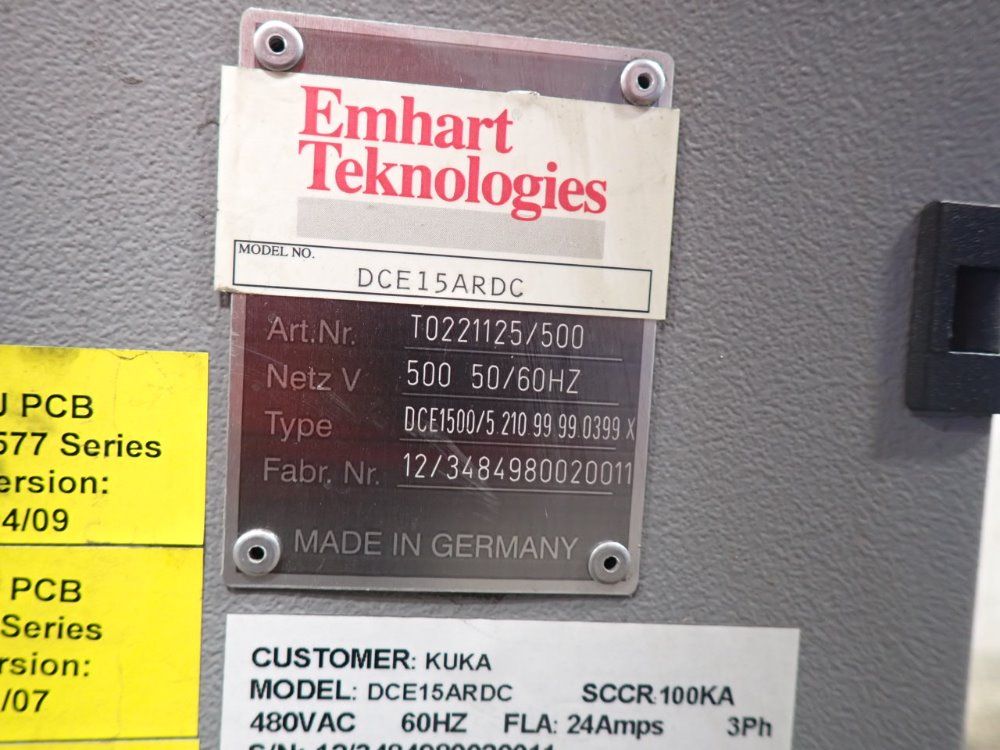 Emhart
Teknologies
MODEL NO.
DCE15ARDC
Art.Nr. T0221125/500
Netz V 500 50/60HZ
Type DCE1500/5 210 99 99 0399 X
Fabr. Nr. 12/3484980020011
MADE IN GERMANY
PCB
577 Series
ersion:
4/09
PCB
Series
rsion:
/07
CUSTOMER: KUKA
MODEL: DCE15ARDC SCCR:100KA
480VAC 60HZ FLA: 24Amps 3Ph
S/N: 12/3484980020011